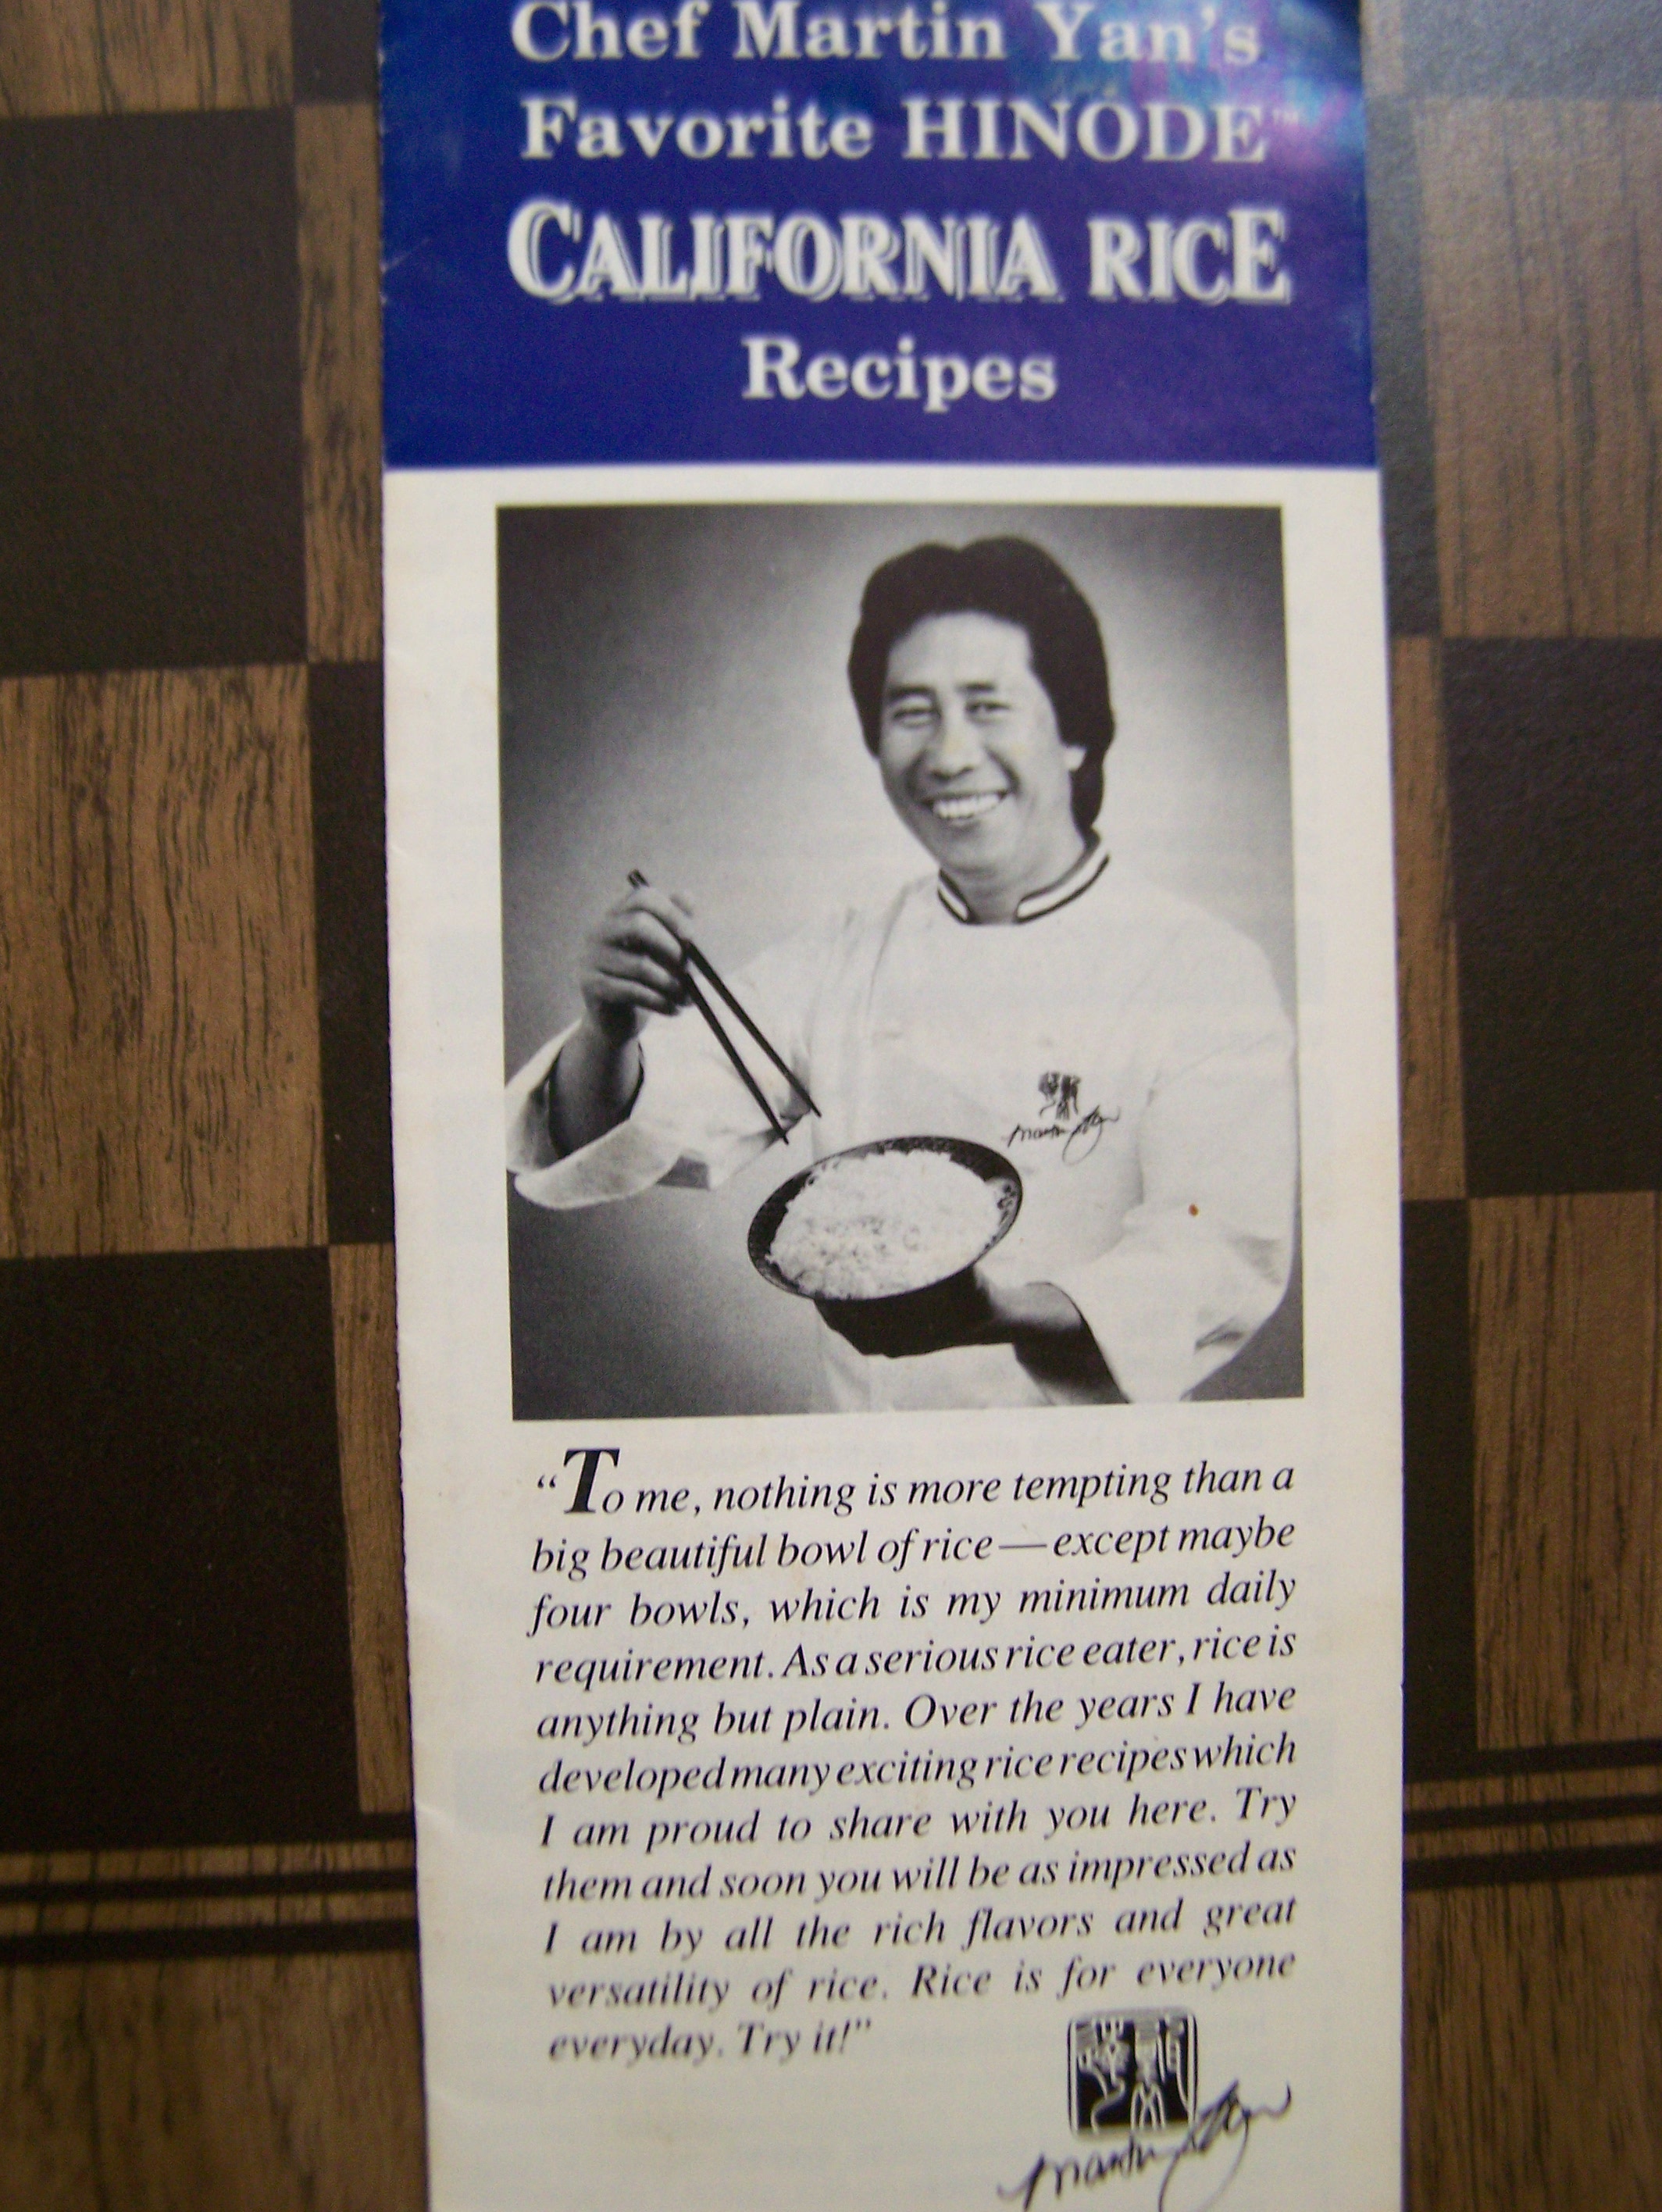 Chef Martin Yan's
Favorite HINODE™
CALIFORNIA RICE
Recipes
Martin Yan
“To me, nothing is more tempting than a
big beautiful bowl of rice—except maybe
four bowls, which is my minimum daily
requirement. As a serious rice eater, rice is
anything but plain. Over the years I have
developed many exciting rice recipes which
I am proud to share with you here. Try
them and soon you will be as impressed as
I am by all the rich flavors and great
versatility of rice. Rice is for everyone
everyday. Try it!”
Martin Yan